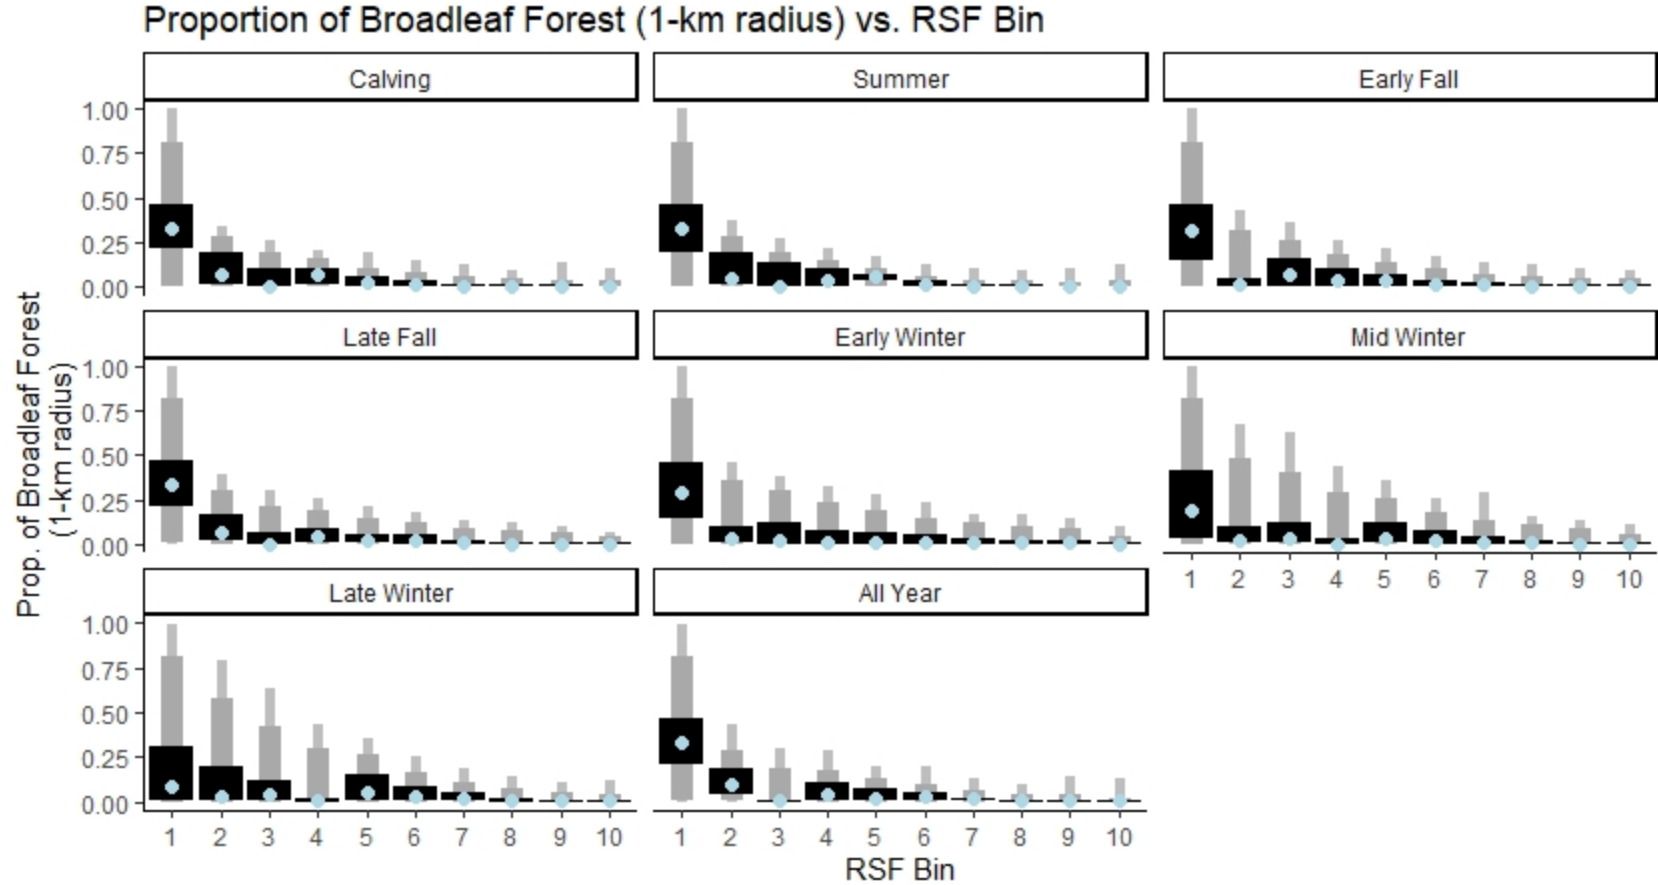 Proportion of Broadleaf Forest (1-km radius) vs. RSF Bin
Calving
Summer
Early Fall
1.00
0.75
0.50
0.25
0.00
Late Fall
Early Winter
Mid Winter
1.00
0.75
0.50
0.25
0.00
1 2 3 4 5 6 7 8 9 10
Late Winter
All Year
1.00
0.75
0.50
0.25
0.00
1 2 3 4 5 6 7 8 9 10
1 2 3 4 5 6 7 8 9 10
Prop. of Broadleaf Forest
(1-km radius)
RSF Bin